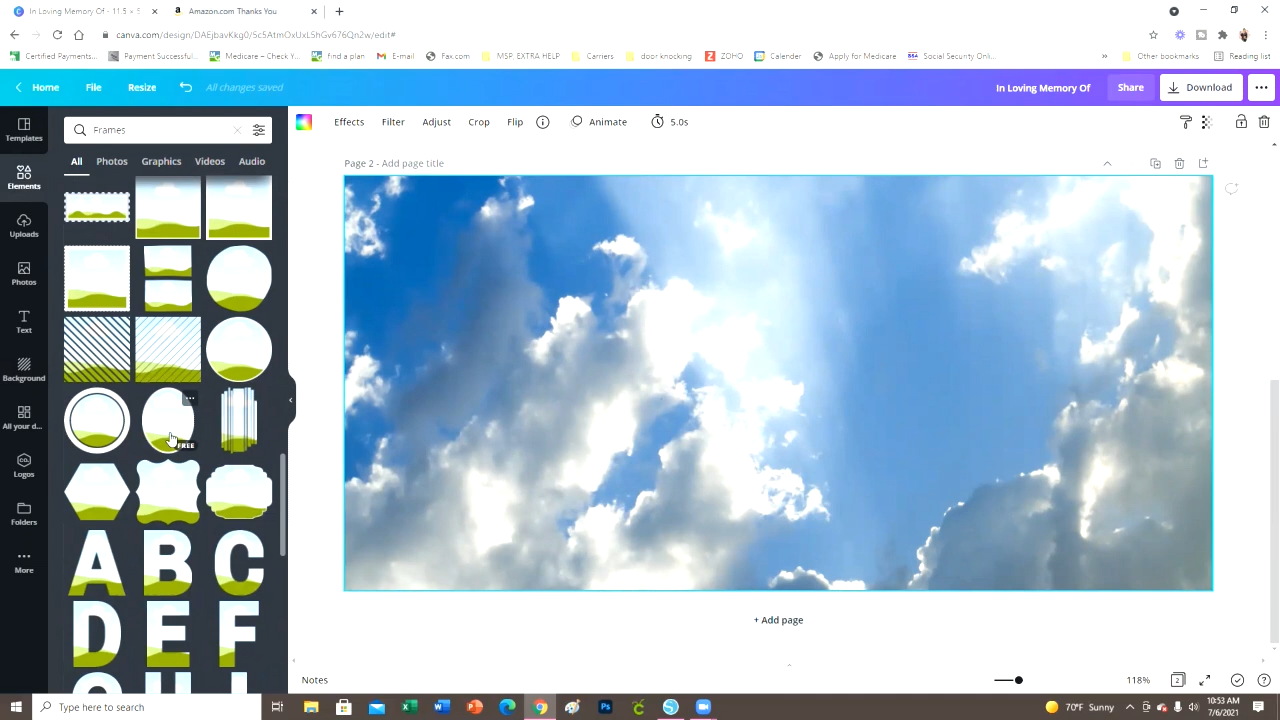 In Loving Memory Of - 11.5 × 8
Amazon.com Thanks You
canva.com/design/DAEjbavKkg0/Sc5AtmOxUxLShGv676Qn2w/edit#
Certified Payments...
Payment Successful...
Medicare – Check Y...
find a plan
E-mail
Fax.com
MSP, EXTRA HELP
Carriers
door knocking
ZOHO
Calender
Apply for Medicare
Social Security Onli...
Other bookmarks
Reading list
Home
File
Resize
All changes saved
In Loving Memory Of
Share
Download
Templates
Frames
Effects
Filter
Adjust
Crop
Flip
Animate
5.0s
All
Photos
Graphics
Videos
Audio
Page 2 - Add page title
Elements
Uploads
Photos
Text
Background
All your d...
Logos
Folders
More
FREE
A B C
D E F
+ Add page
Notes
118%
2
Type here to search
70°F Sunny
10:53 AM
7/6/2021